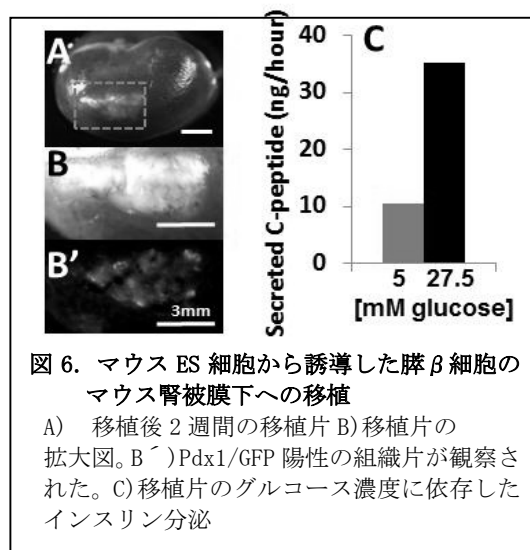 A
B
B'
3mm
C
Secreted C-peptide (ng/hour)
40
30
20
10
0
5 27.5
[mM glucose]
図 6. マウス ES 細胞から誘導した膵β細胞の
マウス腎被膜下への移植
A) 移植後 2 週間の移植片 B)移植片の
拡大図。B´)Pdx1/GFP 陽性の組織片が観察さ
れた。C)移植片のグルコース濃度に依存した
インスリン分泌